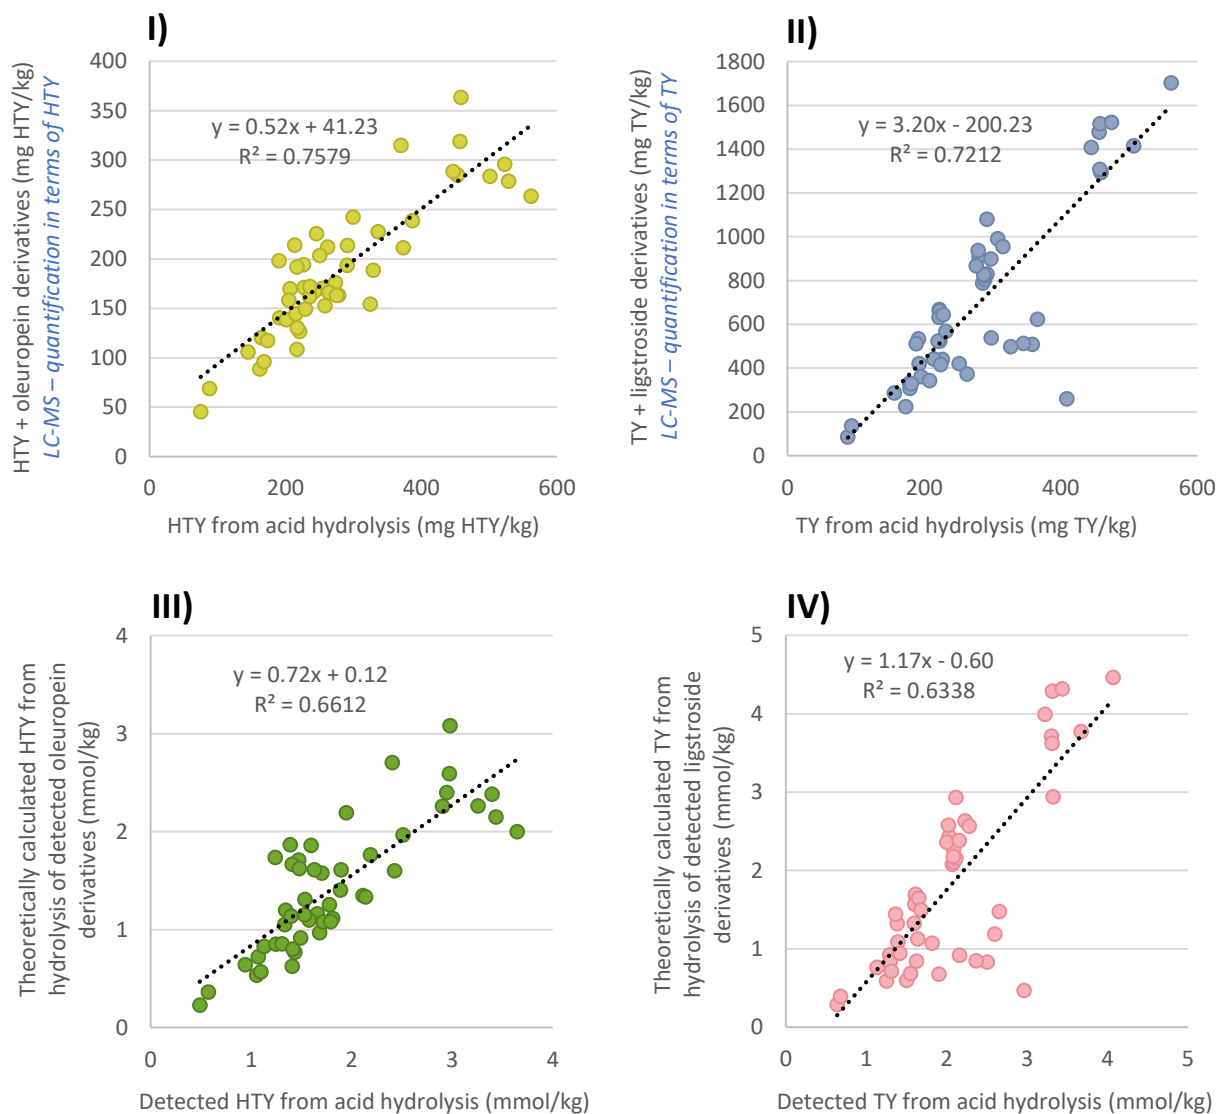 I)
HTY + oleuropein derivatives (mg HTY/kg)
LC-MS – quantification in terms of HTY
400
350
300
250
200
150
100
50
0
y = 0.52x + 41.23
R² = 0.7579
0 200 400 600
HTY from acid hydrolysis (mg HTY/kg)
II)
TY + ligstroside derivatives (mg TY/kg)
LC-MS – quantification in terms of TY
1800
1600
1400
1200
1000
800
600
400
200
0
y = 3.20x - 200.23
R² = 0.7212
0 200 400 600
TY from acid hydrolysis (mg TY/kg)
III)
Theoretically calculated HTY from
hydrolysis of detected oleuropein
derivatives (mmol/kg)
4
3
2
1
0
y = 0.72x + 0.12
R² = 0.6612
0 1 2 3 4
Detected HTY from acid hydrolysis (mmol/kg)
IV)
Theoretically calculated TY from
hydrolysis of detected ligstroside
derivatives (mmol/kg)
5
4
3
2
1
0
y = 1.17x - 0.60
R² = 0.6338
0 1 2 3 4 5
Detected TY from acid hydrolysis (mmol/kg)